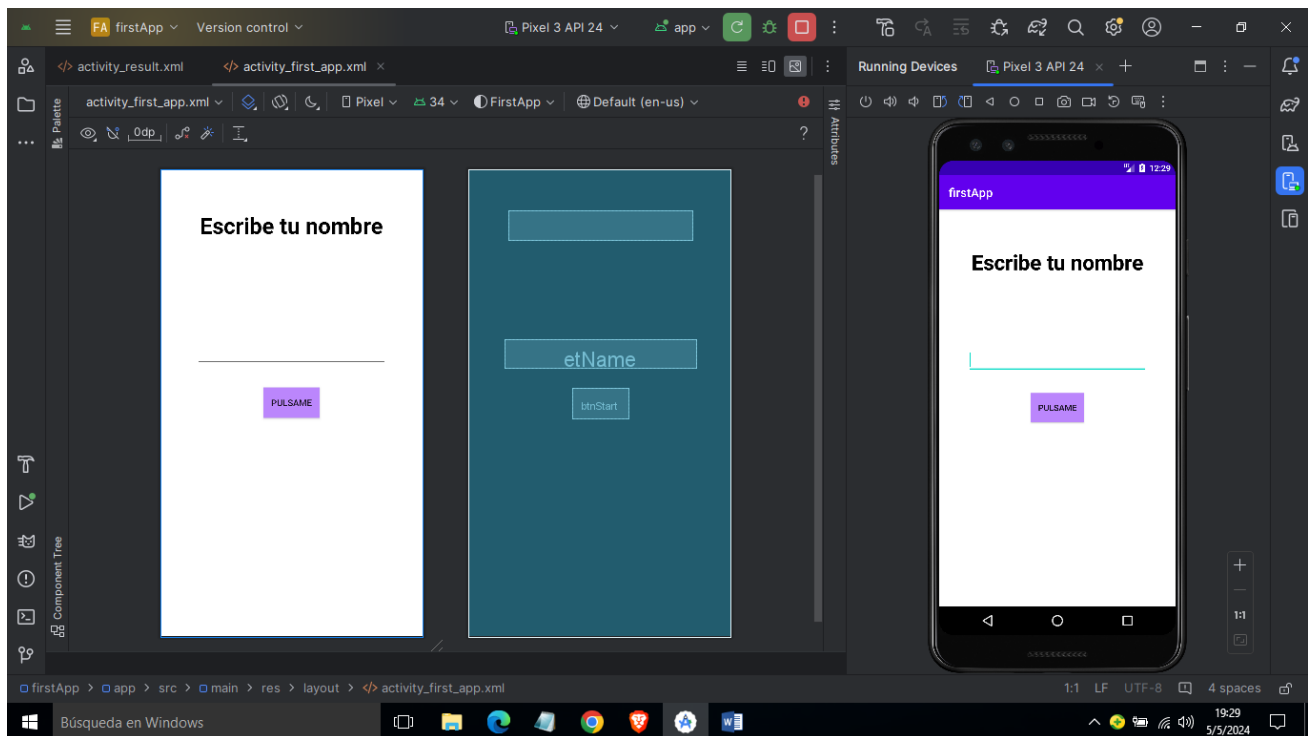 FA firstApp Version control Pixel 3 API 24 app
activity_result.xml activity_first_app.xml Running Devices Pixel 3 API 24
activity_first_app.xml Pixel 34 FirstApp Default (en-us)
0dp ?
Palette
Attributes
12:29
firstApp
Escribe tu nombre
Escribe tu nombre
etName
PULSAME
btnStart
PULSAME
Component Tree
1:1
firstApp > app > src > main > res > layout > activity_first_app.xml 1:1 LF UTF-8 4 spaces
Búsqueda en Windows 19:29
5/5/2024